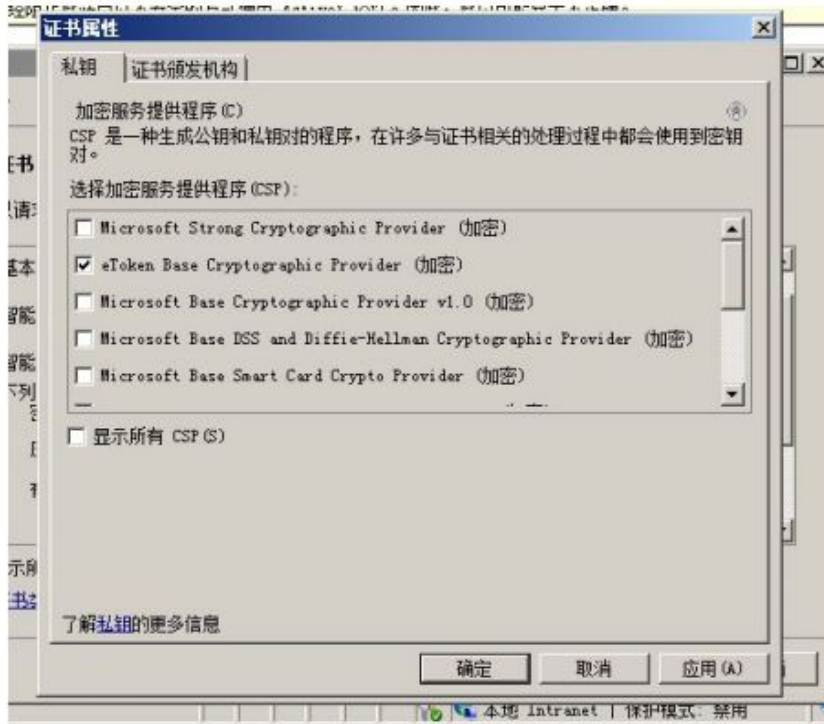 证书属性
私钥
证书颁发机构
加密服务提供程序(C)
CSP 是一种生成公钥和私钥对的程序，在许多与证书相关的处理过程中都会使用到密钥
对。
选择加密服务提供程序(CSP):
Microsoft Strong Cryptographic Provider (加密)
eToken Base Cryptographic Provider (加密)
Microsoft Base Cryptographic Provider v1.0 (加密)
Microsoft Base DSS and Diffie-Hellman Cryptographic Provider (加密)
Microsoft Base Smart Card Crypto Provider (加密)
显示所有 CSP(S)
了解私钥的更多信息
确定
取消
应用(A)
本地 Intranet | 保护模式: 禁用